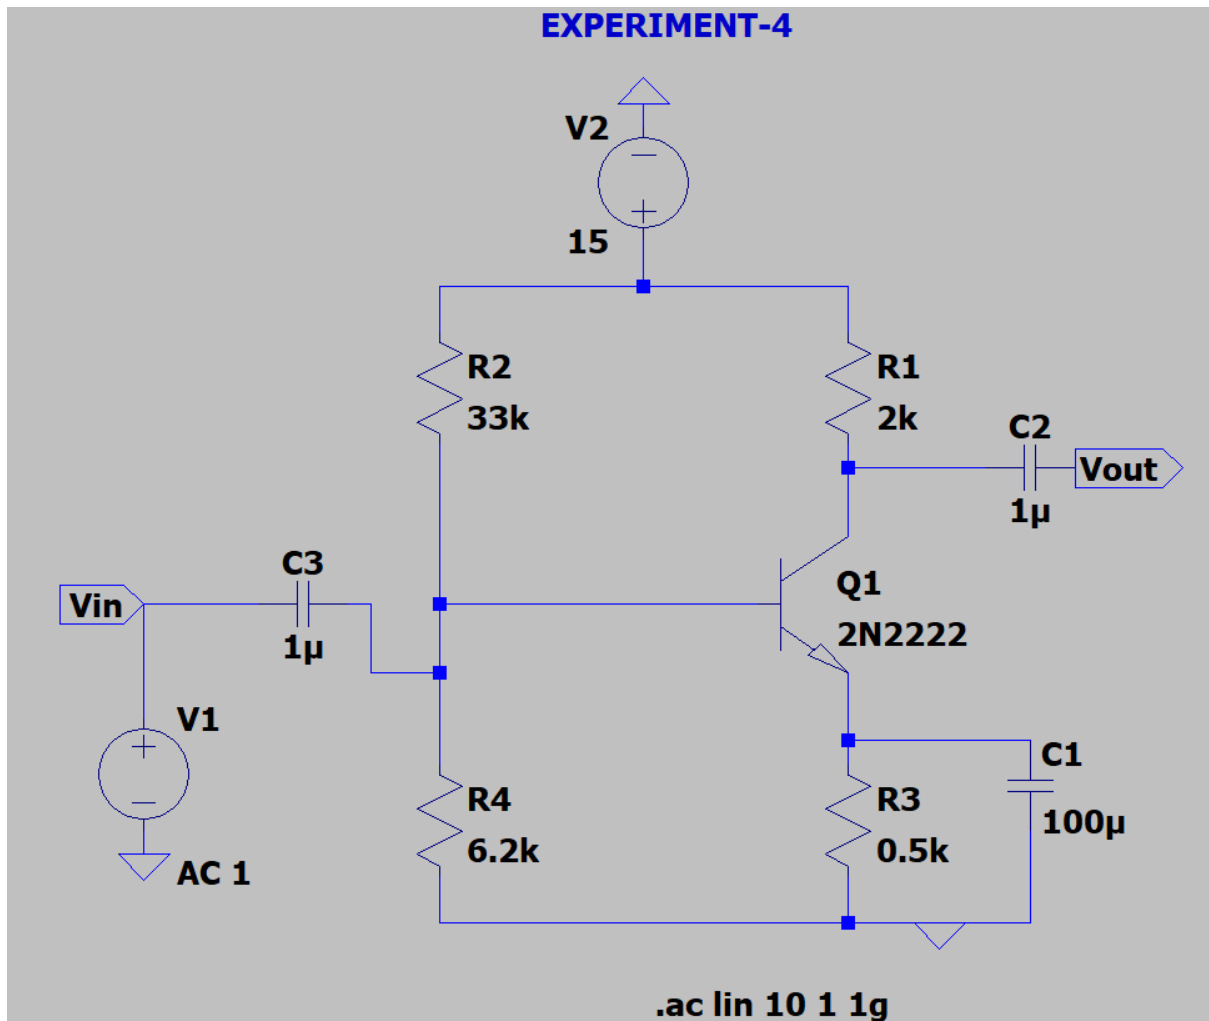 EXPERIMENT-4
V2
15
R2
33k
R1
2k
C2
1µ
Vout
C3
1µ
Vin
Q1
2N2222
V1
AC 1
R4
6.2k
R3
0.5k
C1
100µ
.ac lin 10 1 1g